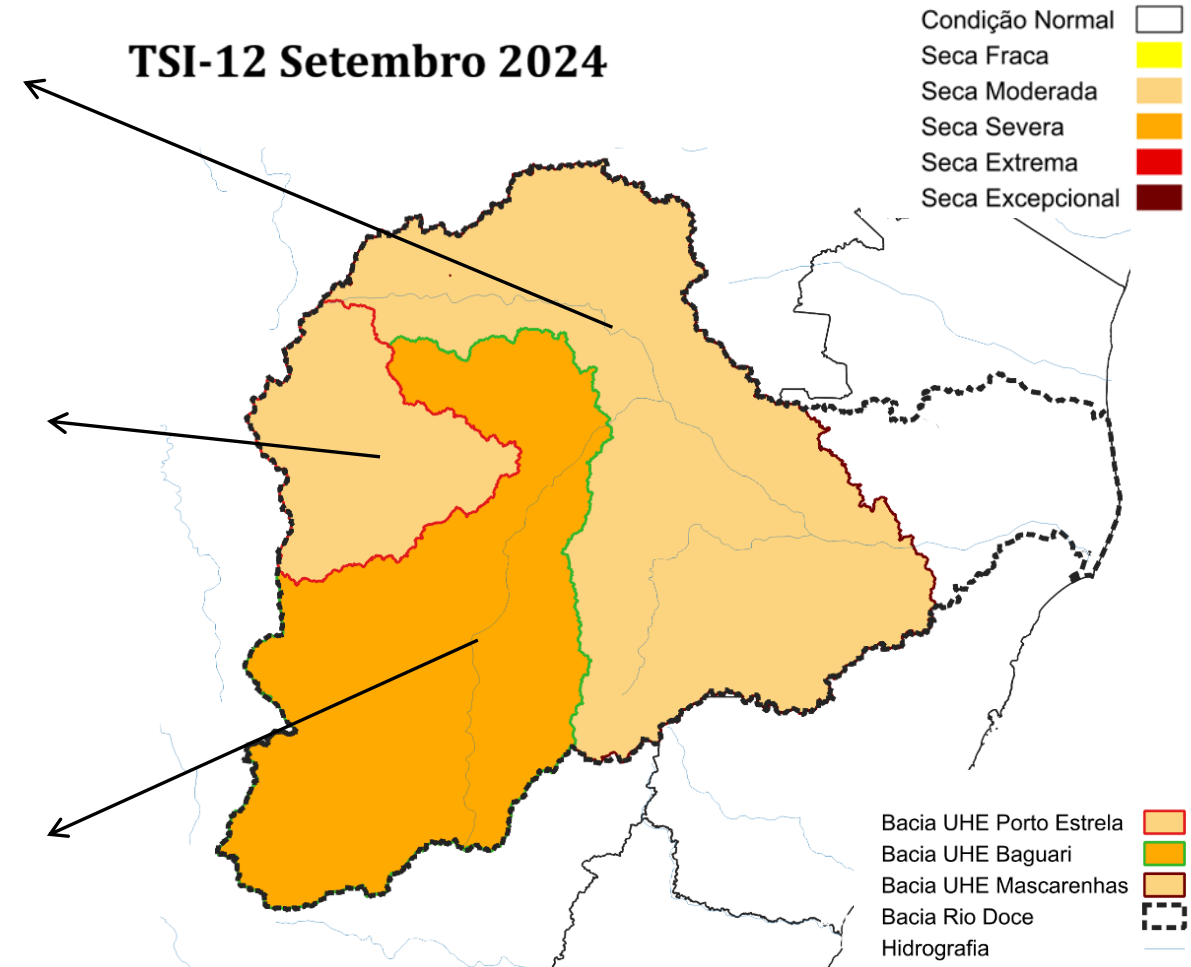 TSI-12 Setembro 2024
Condição Normal
Seca Fraca
Seca Moderada
Seca Severa
Seca Extrema
Seca Excepcional
Bacia UHE Porto Estrela
Bacia UHE Baguari
Bacia UHE Mascarenhas
Bacia Rio Doce
Hidrografia